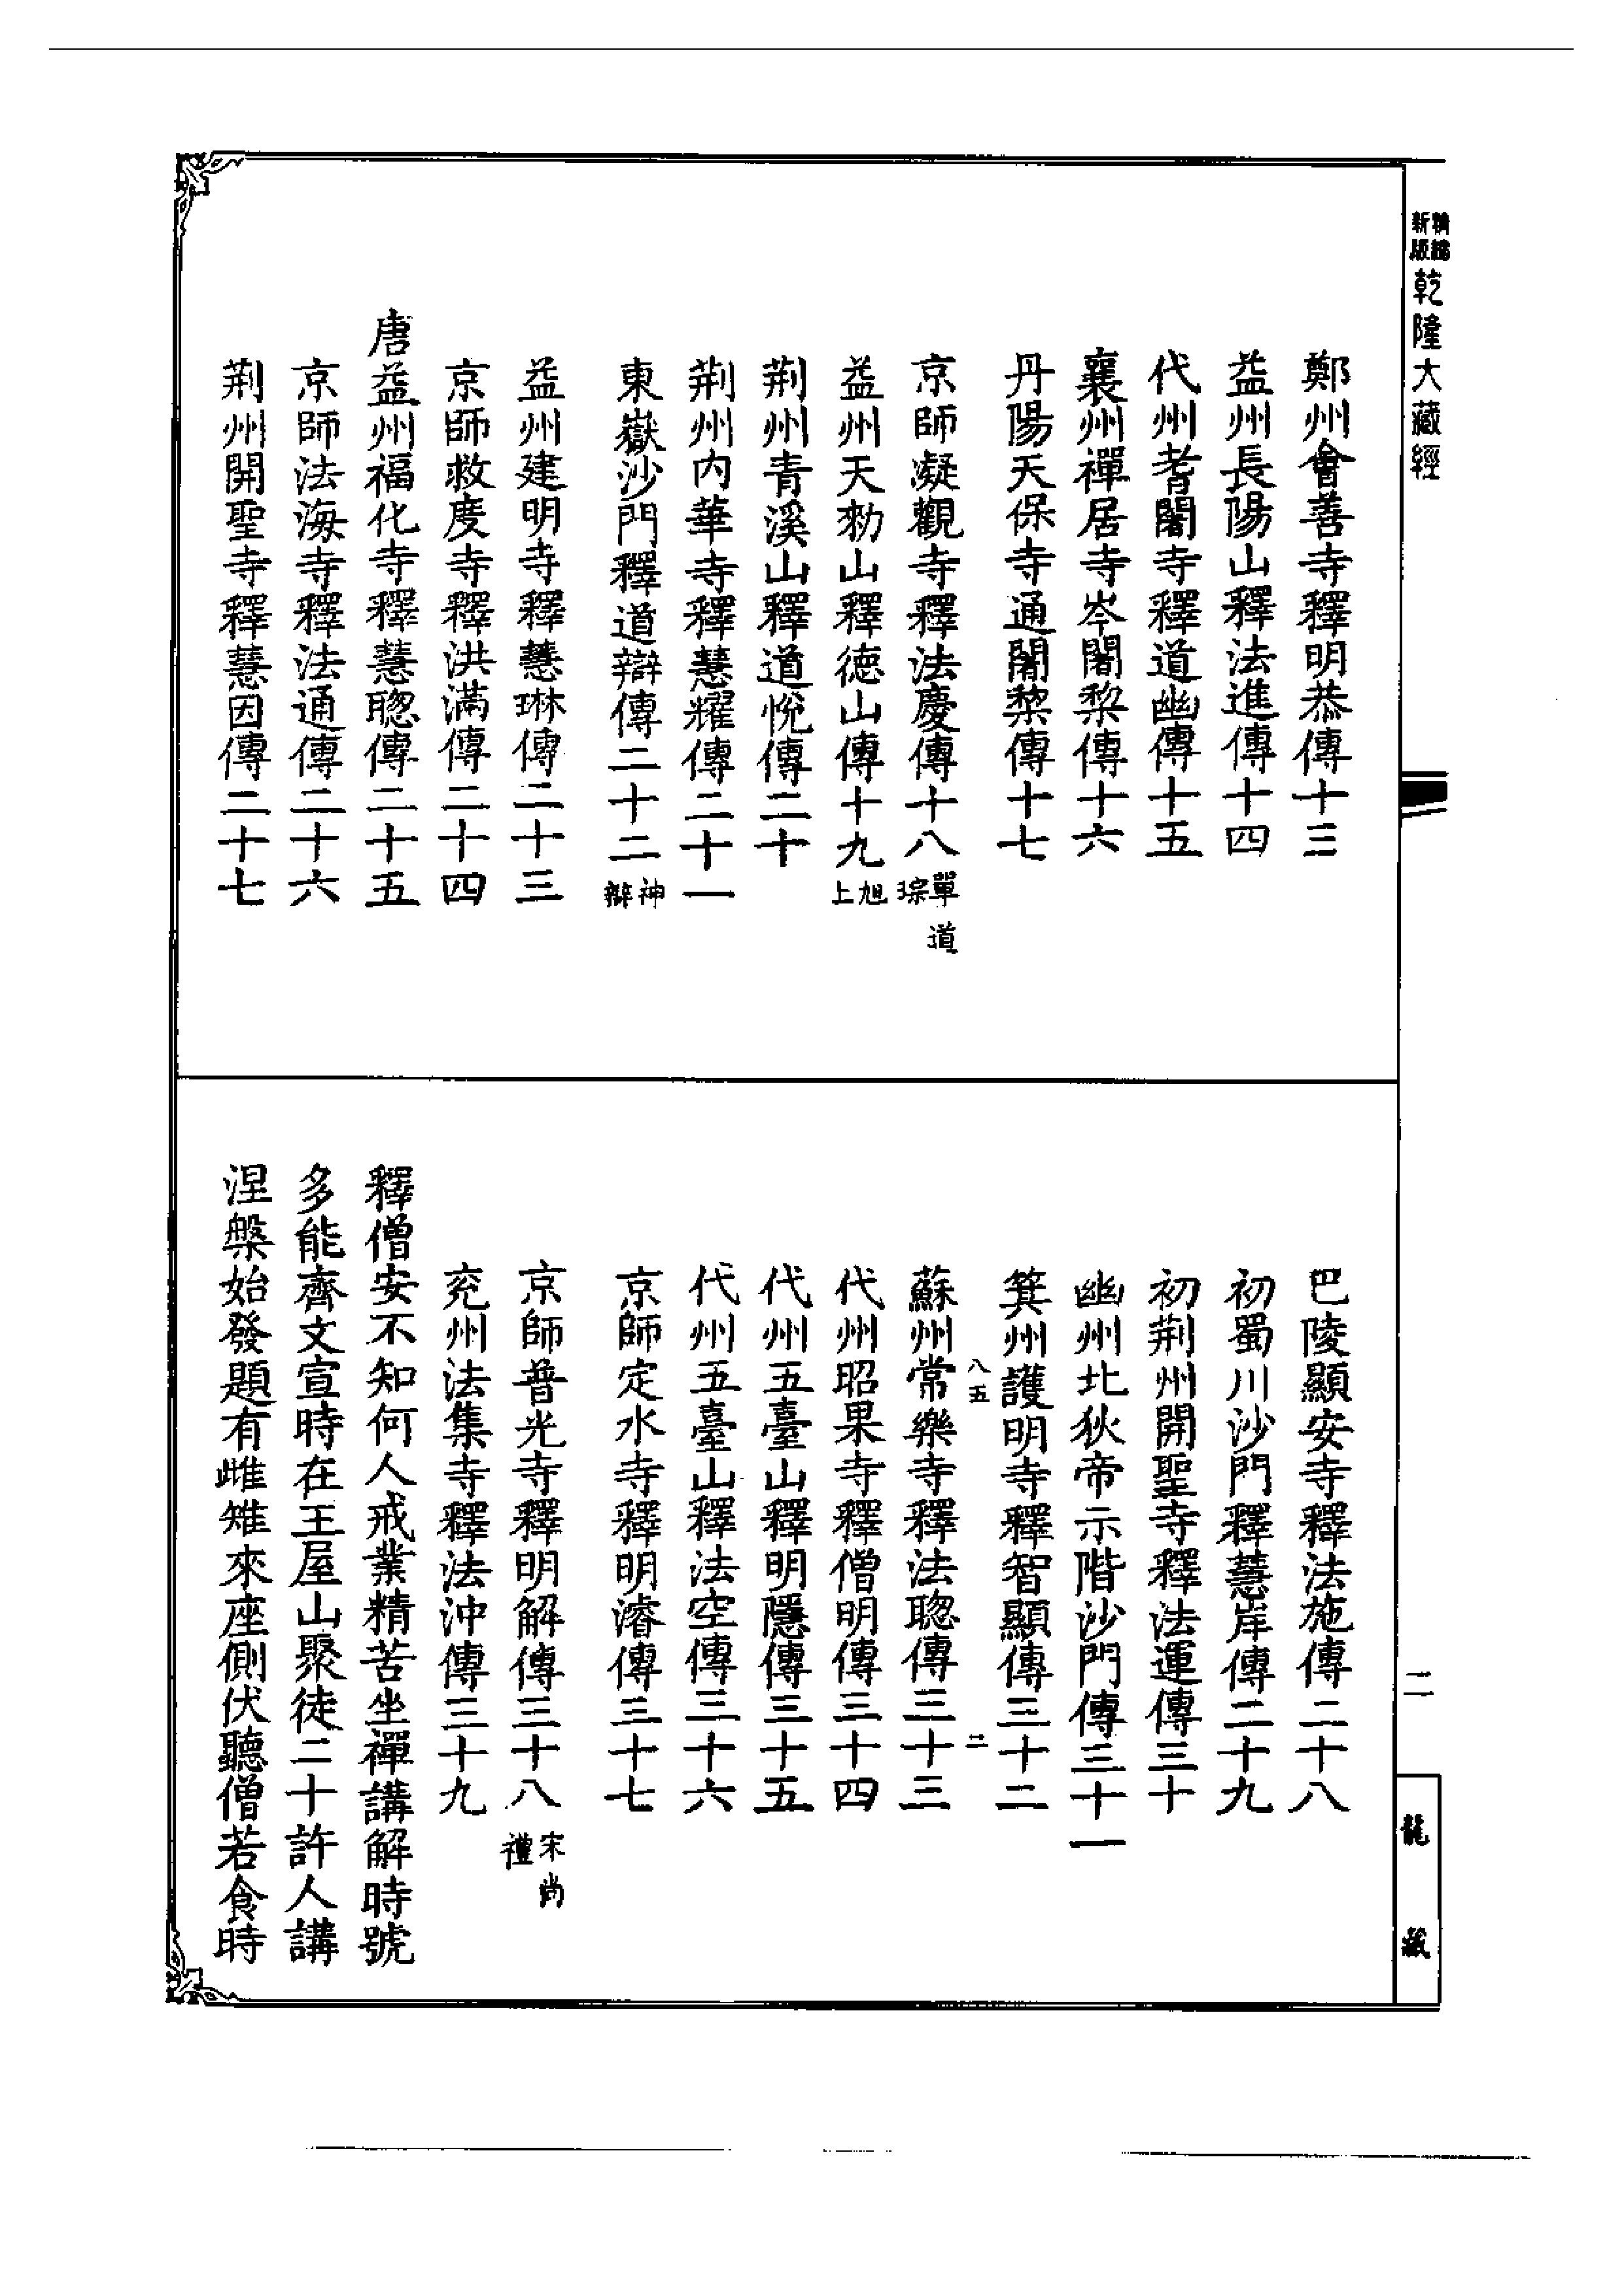 新編
縮版
乾隆大藏經
鄭州會善寺釋明恭傳十三
益州長陽山釋法進傳十四
代州耆闍寺釋道幽傳十五
襄州禪居寺岑闍棃傳十六
丹陽天保寺通闍棃傳十七
京師凝觀寺釋法慶傳十八單道琮
益州天勑山釋德山傳十九旭上
荆州青溪山釋道悅傳二十
荆州內華寺釋慧耀傳二十一
東嶽沙門釋道辯傳二十二神辯
益州建明寺釋慧琳傳二十三
京師救度寺釋洪滿傳二十四
唐益州福化寺釋慧聰傳二十五
京師法海寺釋法通傳二十六
荆州開聖寺釋慧因傳二十七
巴陵顯安寺釋法施傳二十八
初蜀川沙門釋慧岸傳二十九
初荆州開聖寺釋法運傳三十
幽州北狄帝示階沙門傳三十一
箕州護明寺釋智顯傳三十二
八五
二
蘇州常樂寺釋法聰傳三十三
代州昭果寺釋僧明傳三十四
代州五臺山釋明隱傳三十五
代州五臺山釋法空傳三十六
京師定水寺釋明濬傳三十七
京師普光寺釋明解傳三十八宋尚禮
兖州法集寺釋法沖傳三十九
釋僧安不知何人戒業精苦坐禪講解時號
多能齊文宣時在王屋山聚徒二十許人講
涅槃始發題有雌雉來座側伏聽僧若食時
二
龍藏